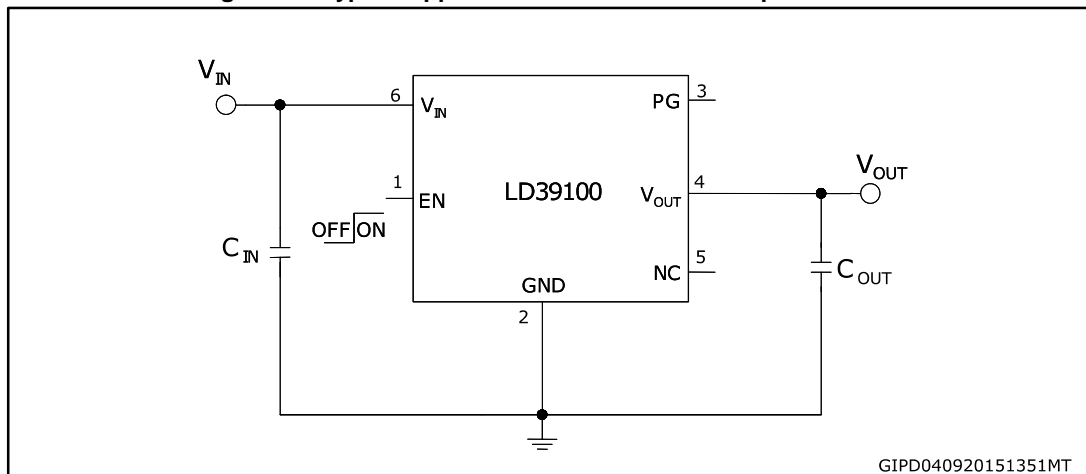 V_IN
6
V_IN
PG
3
1
EN
LD39100
V_OUT
4
V_OUT
OFF ON
C_IN
NC
5
C_OUT
GND
2
GIPD040920151351MT